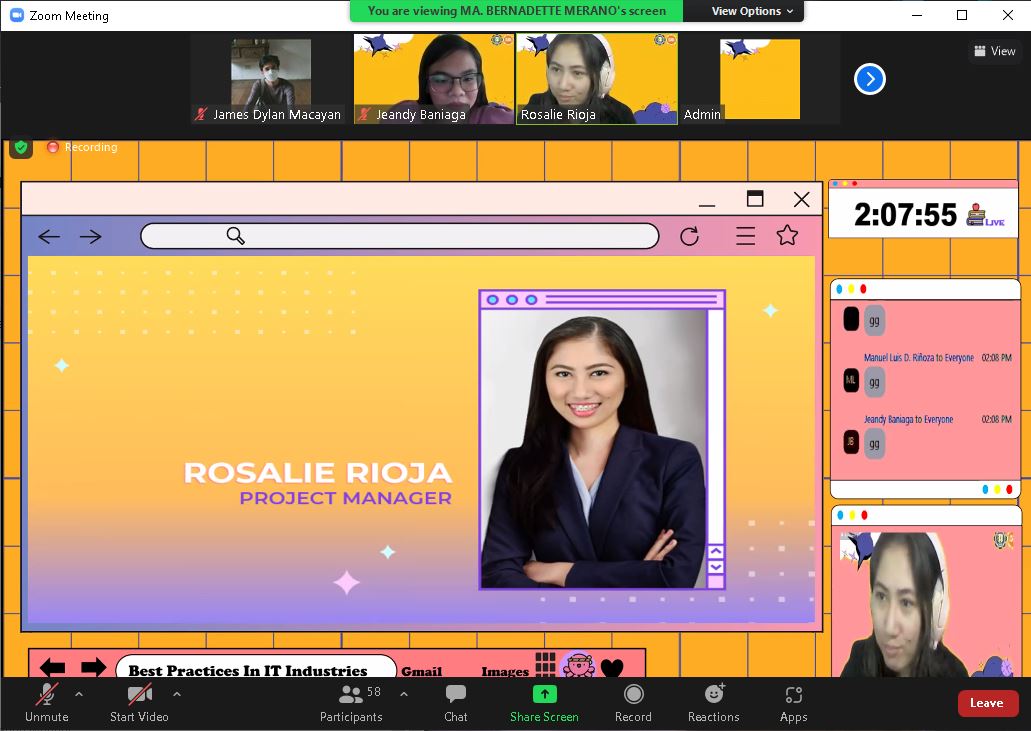 Zoom Meeting
You are viewing MA. BERNADETTE MERANO's screen
View Options
James Dylan Macayan
Jeandy Baniaga
Rosalie Rioja
Admin
View
Recording
2:07:55
LIVE
gg
Manuel Luis D. Riñoza to Everyone 02:08 PM
ML
gg
Jeandy Baniaga to Everyone 02:08 PM
JB
gg
ROSALIE RIOJA
PROJECT MANAGER
Best Practices In IT Industries Gmail Images
58
Unmute
Start Video
Participants
Chat
Share Screen
Record
Reactions
Apps
Leave